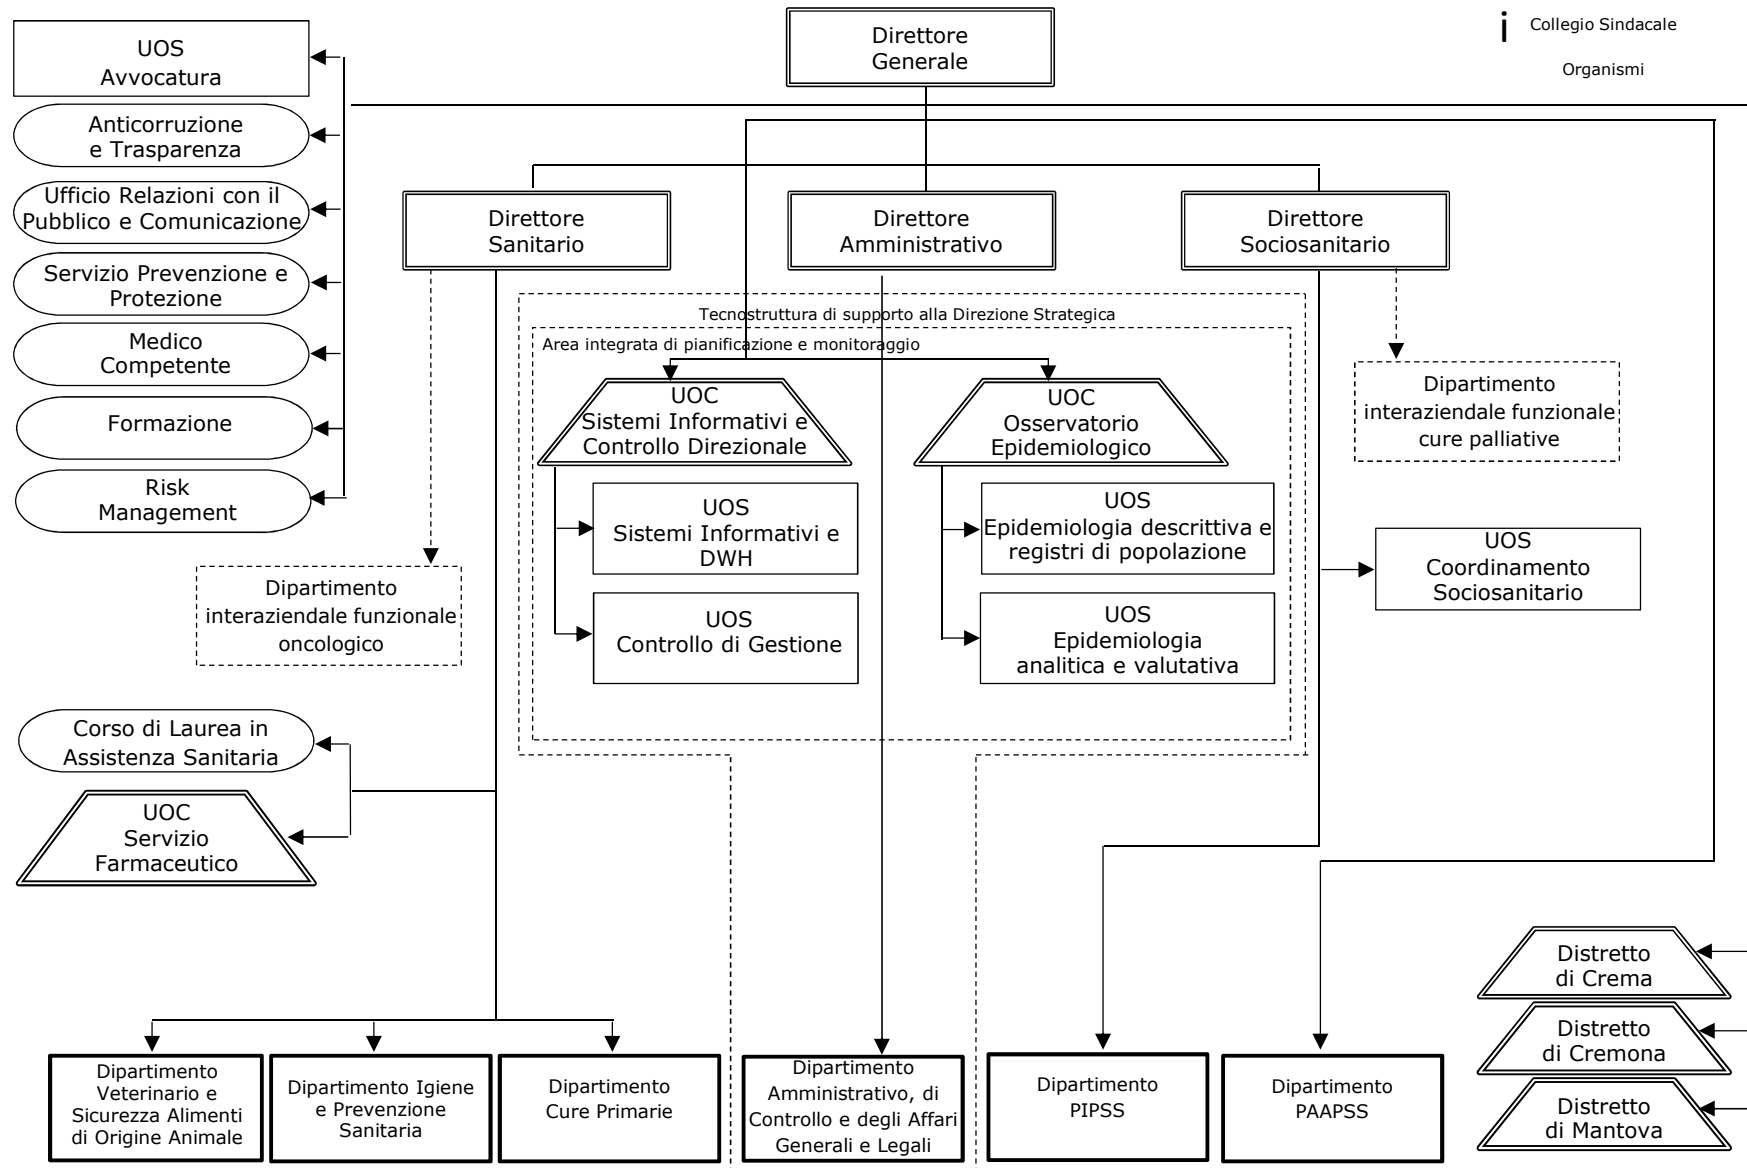 Direttore
Generale
i
Collegio Sindacale
Organismi
UOS
Avvocatura
Anticorruzione
e Trasparenza
Ufficio Relazioni con il
Pubblico e Comunicazione
Servizio Prevenzione e
Protezione
Medico
Competente
Formazione
Risk
Management
Direttore
Sanitario
Direttore
Amministrativo
Direttore
Sociosanitario
Tecnostruttura di supporto alla Direzione Strategica
Area integrata di pianificazione e monitoraggio
UOC
Sistemi Informativi e
Controllo Direzionale
UOC
Osservatorio
Epidemiologico
Dipartimento
interaziendale funzionale
cure palliative
UOS
Sistemi Informativi e
DWH
UOS
Epidemiologia descrittiva e
registri di popolazione
UOS
Coordinamento
Sociosanitario
Dipartimento
interaziendale funzionale
oncologico
UOS
Controllo di Gestione
UOS
Epidemiologia
analitica e valutativa
Corso di Laurea in
Assistenza Sanitaria
UOC
Servizio
Farmaceutico
Distretto
di Crema
Distretto
di Cremona
Distretto
di Mantova
Dipartimento
Veterinario e
Sicurezza Alimenti
di Origine Animale
Dipartimento Igiene
e Prevenzione
Sanitaria
Dipartimento
Cure Primarie
Dipartimento
Amministrativo, di
Controllo e degli Affari
Generali e Legali
Dipartimento
PIPSS
Dipartimento
PAAPSS